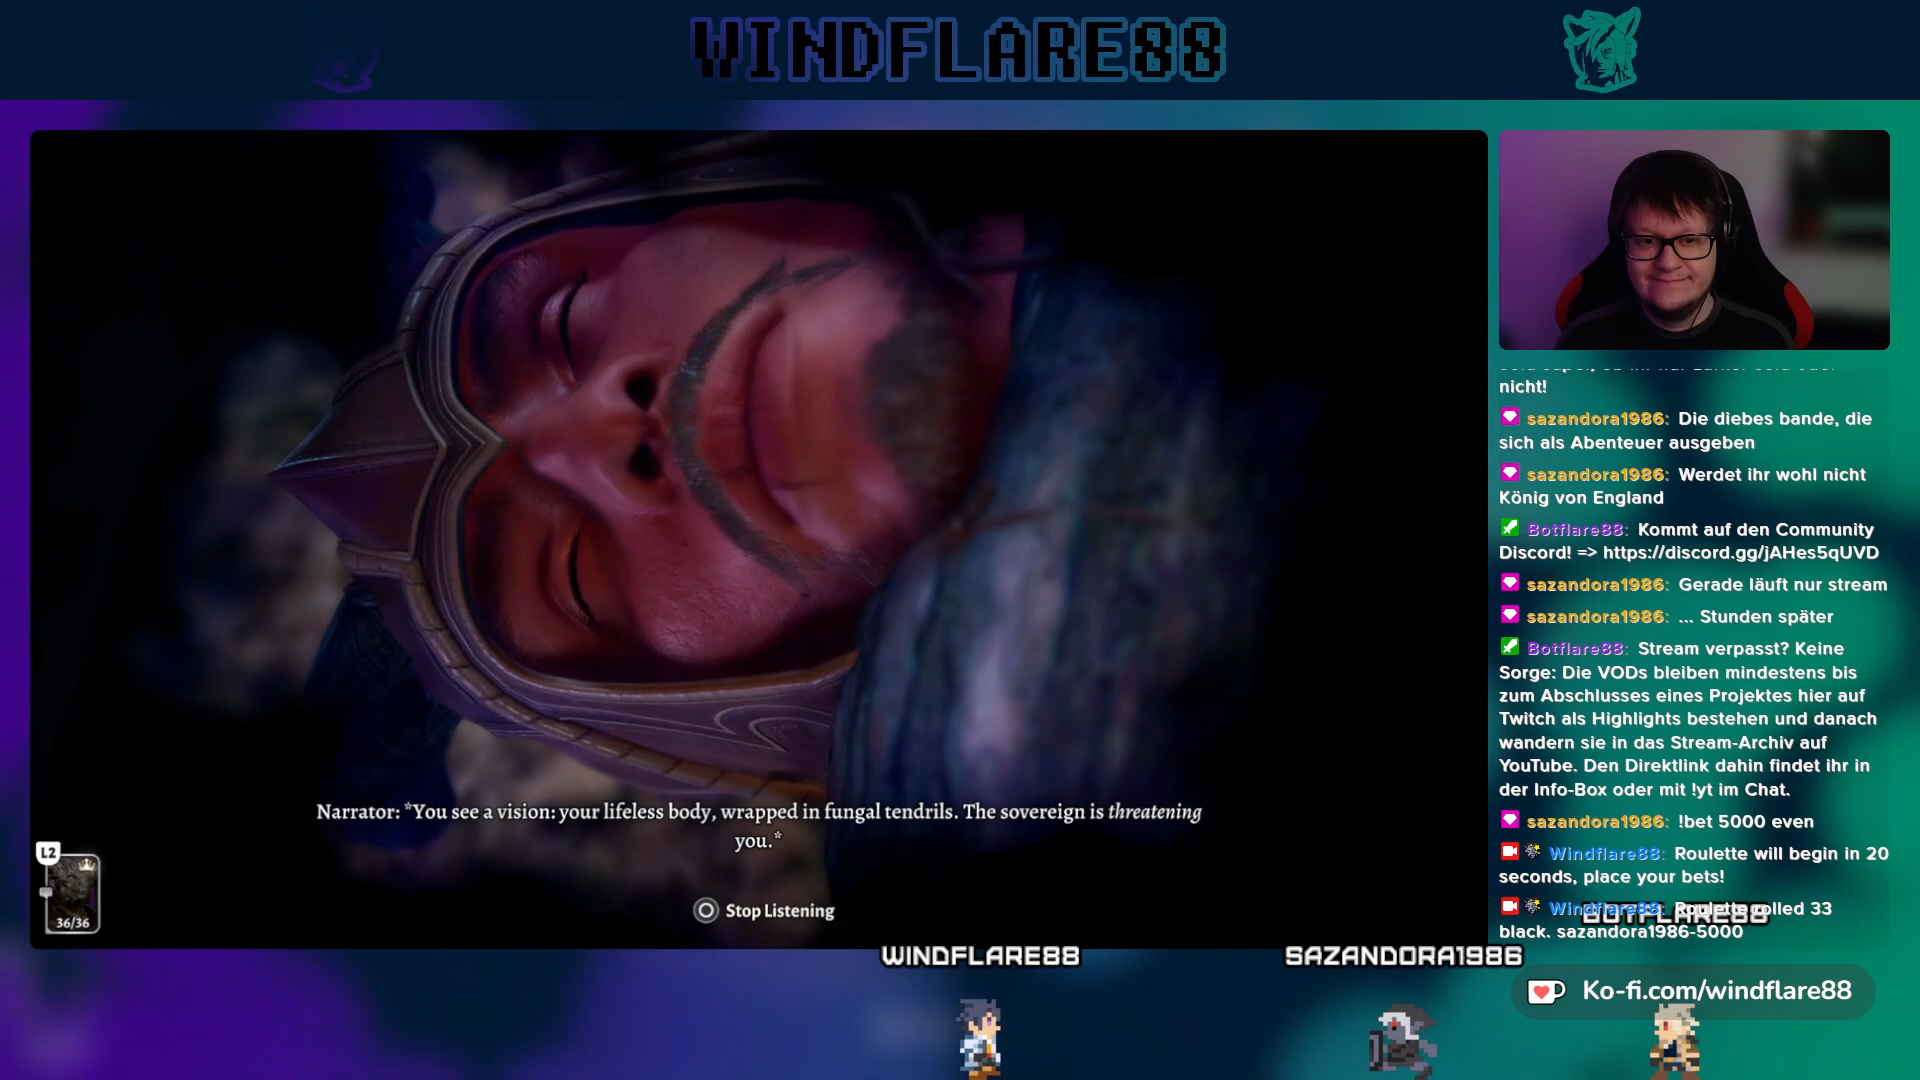 WINDFLARE88
Narrator: *You see a vision: your lifeless body, wrapped in fungal tendrils. The sovereign is threatening
you.*
L2
36/36
Stop Listening
nicht!
sazandora1986: Die diebes bande, die
sich als Abenteuer ausgeben
sazandora1986: Werdet ihr wohl nicht
König von England
Botflare88: Kommt auf den Community
Discord! => https://discord.gg/jAHes5qUVD
sazandora1986: Gerade läuft nur stream
sazandora1986: ... Stunden später
Botflare88: Stream verpasst? Keine
Sorge: Die VODs bleiben mindestens bis
zum Abschlusses eines Projektes hier auf
Twitch als Highlights bestehen und danach
wandern sie in das Stream-Archiv auf
YouTube. Den Direktlink dahin findet ihr in
der Info-Box oder mit !yt im Chat.
sazandora1986: !bet 5000 even
Windflare88: Roulette will begin in 20
seconds, place your bets!
Windflare88: Roulette rolled 33
black. sazandora1986-5000
BOTFLARE88
WINDFLARE88
SAZANDORA1986
Ko-fi.com/windflare88